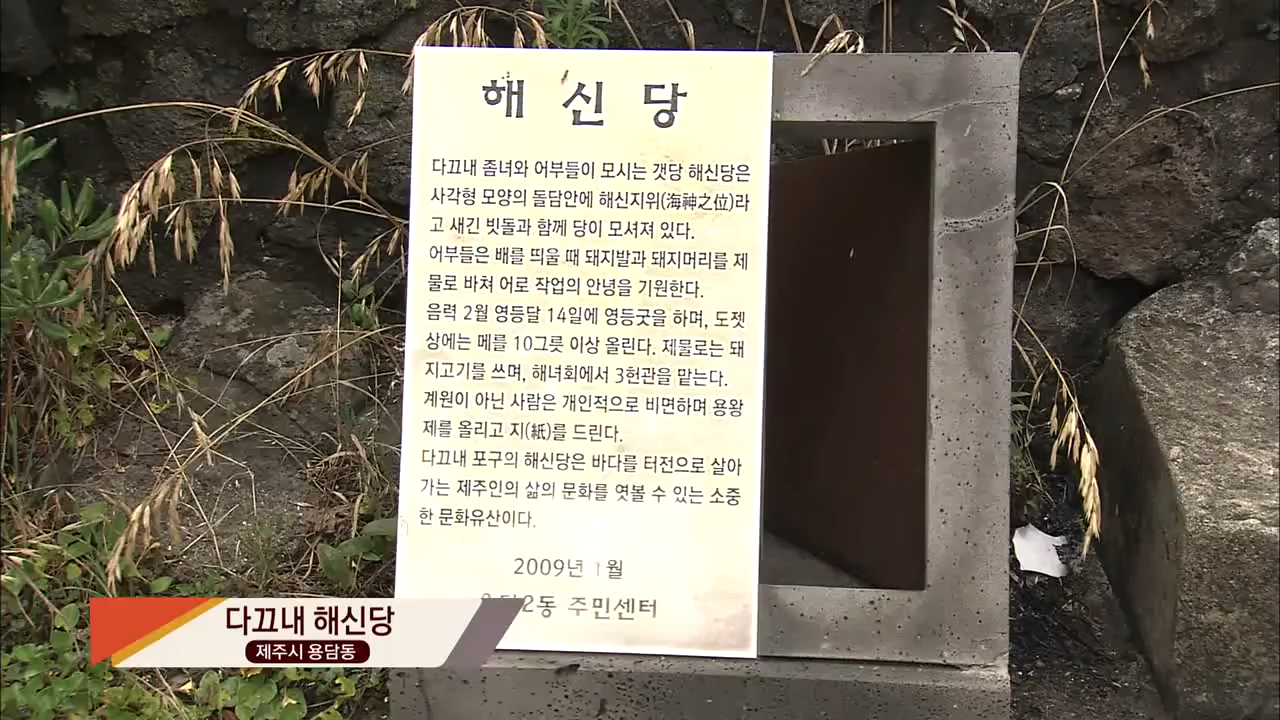 해신당
다끄내 좀녀와 어부들이 모시는 갯당 해신당은
사각형 모양의 돌담안에 해신지위(海神之位)라
고 새긴 빗돌과 함께 당이 모셔져 있다.
어부들은 배를 띄울 때 돼지발과 돼지머리를 제
물로 바쳐 어로 작업의 안녕을 기원한다.
음력 2월 영등달 14일에 영등굿을 하며, 도젯
상에는 메를 10그릇 이상 올린다. 제물로는 돼
지고기를 쓰며, 해녀회에서 3헌관을 맡는다.
계원이 아닌 사람은 개인적으로 비면하며 용왕
제를 올리고 지(紙)를 드린다.
다끄내 포구의 해신당은 바다를 터전으로 살아
가는 제주인의 삶의 문화를 엿볼 수 있는 소중
한 문화유산이다.
2009년 1월
2동 주민센터
다끄내 해신당
제주시 용담동